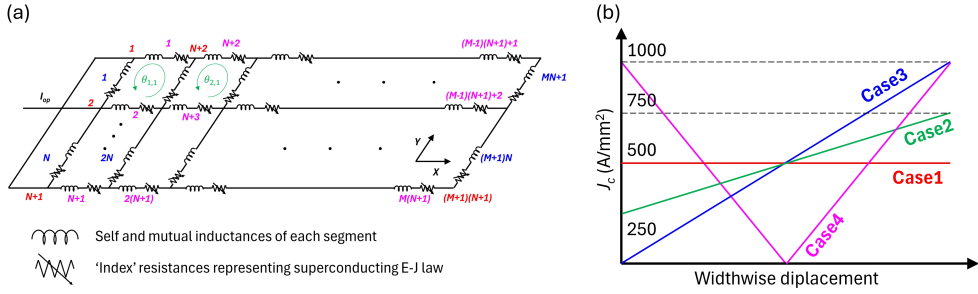 (a)
1
1
N+2
N+2
(M-1)(N+1)+1
1
θ1,1
θ2,1
MN+1
Iop
2
2
N+3
(M-1)(N+1)+2
N
2N
Y
X
(M+1)N
N+1
N+1
2(N+1)
M(N+1)
(M+1)(N+1)
Self and mutual inductances of each segment
'Index' resistances representing superconducting E-J law
(b)
1000
750
500
250
Jc (A/mm²)
Case3
Case2
Case1
Case4
Widthwise diplacement